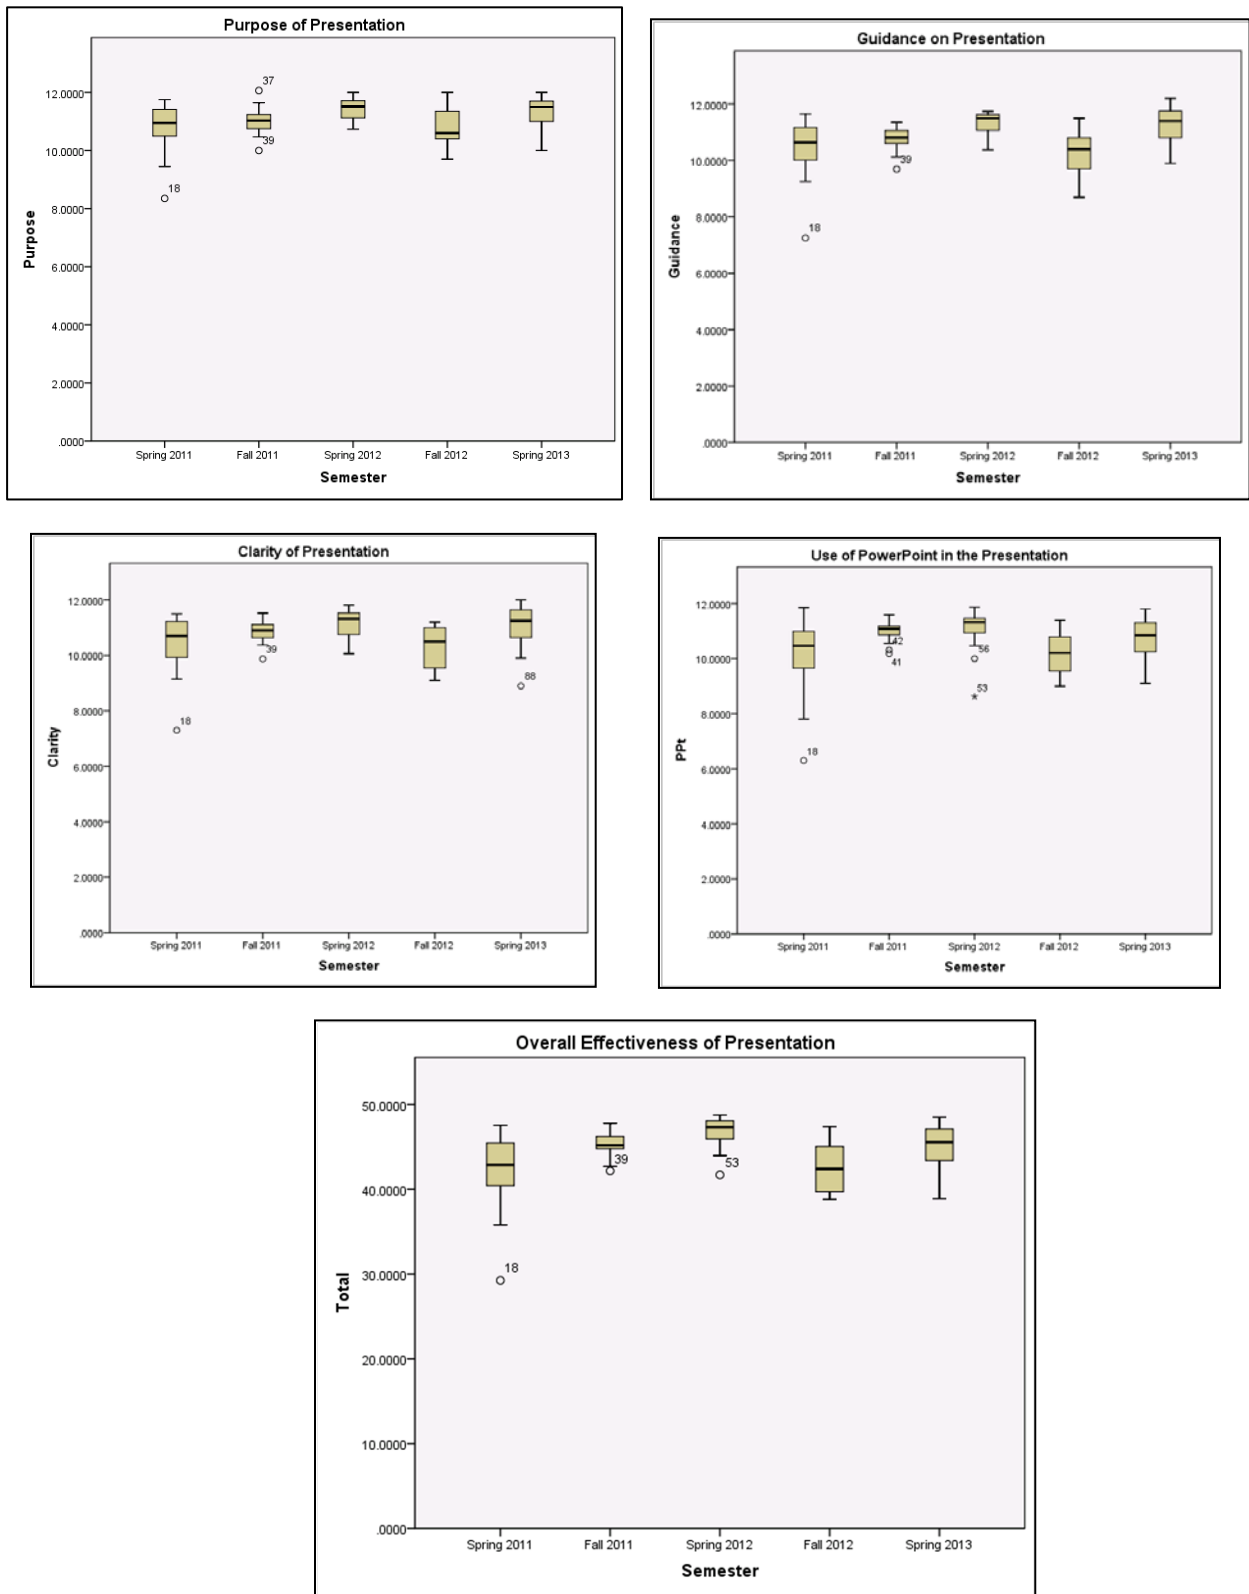 Purpose of Presentation
37
12.0000
39
10.0000
18
8.0000
Purpose
6.0000
4.0000
2.0000
.0000
Spring 2011 Fall 2011 Spring 2012 Fall 2012 Spring 2013
Semester
Guidance on Presentation
12.0000
39
10.0000
8.0000
18
Guidance
6.0000
4.0000
2.0000
.0000
Spring 2011 Fall 2011 Spring 2012 Fall 2012 Spring 2013
Semester
Clarity of Presentation
12.0000
39
10.0000
88
8.0000
18
Clarity
6.0000
4.0000
2.0000
.0000
Spring 2011 Fall 2011 Spring 2012 Fall 2012 Spring 2013
Semester
Use of PowerPoint in the Presentation
12.0000
42
56
10.0000
41
53
8.0000
18
PPt
6.0000
4.0000
2.0000
.0000
Spring 2011 Fall 2011 Spring 2012 Fall 2012 Spring 2013
Semester
Overall Effectiveness of Presentation
50.0000
39
53
40.0000
18
30.0000
Total
20.0000
10.0000
.0000
Spring 2011 Fall 2011 Spring 2012 Fall 2012 Spring 2013
Semester